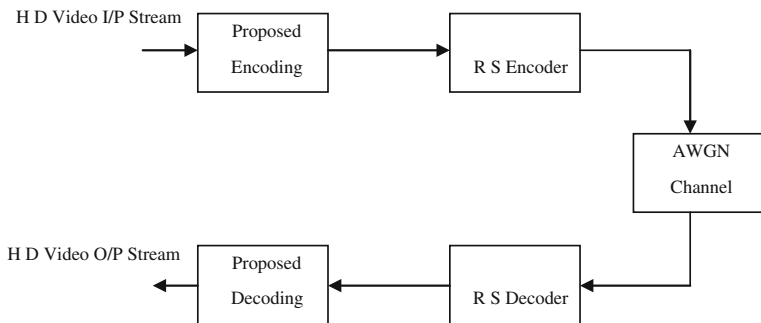 H D Video I/P Stream
Proposed
Encoding
R S Encoder
AWGN
Channel
H D Video O/P Stream
Proposed
Decoding
R S Decoder